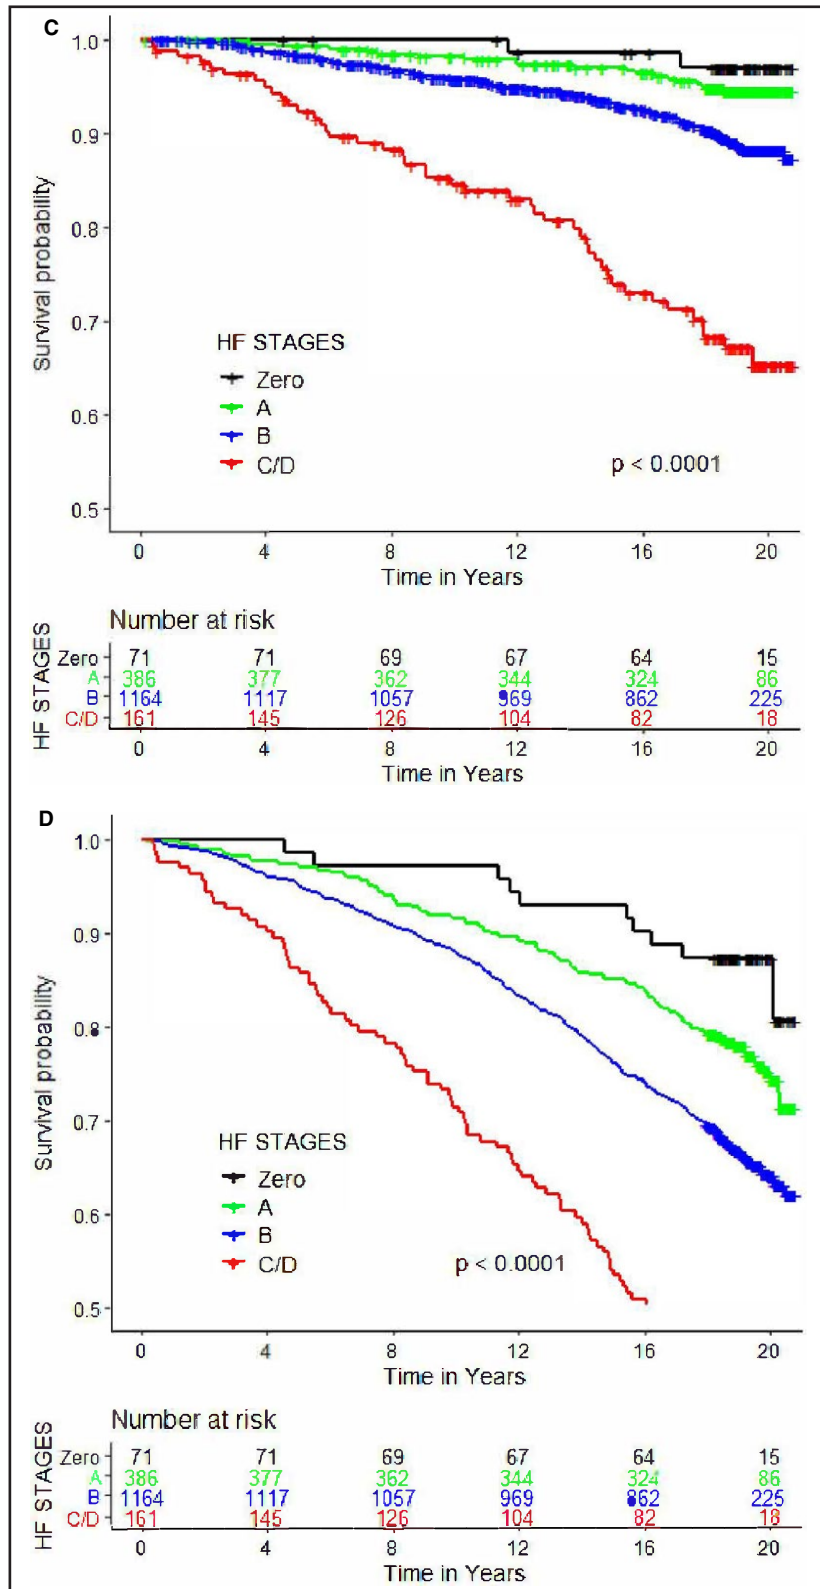 C
Survival probability
1.0
0.9
0.8
0.7
0.6
0.5
HF STAGES
Zero
A
B
C/D
p < 0.0001
0 4 8 12 16 20
Time in Years
Number at risk
HF STAGES
Zero 71 71 69 67 64 15
A 386 377 362 344 324 86
B 1164 1117 1057 969 862 225
C/D 161 145 126 104 82 18
0 4 8 12 16 20
Time in Years
D
Survival probability
1.0
0.9
0.8
0.7
0.6
0.5
HF STAGES
Zero
A
B
C/D
p < 0.0001
0 4 8 12 16 20
Time in Years
Number at risk
HF STAGES
Zero 71 71 69 67 64 15
A 386 377 362 344 324 86
B 1164 1117 1057 969 862 225
C/D 161 145 126 104 82 18
0 4 8 12 16 20
Time in Years